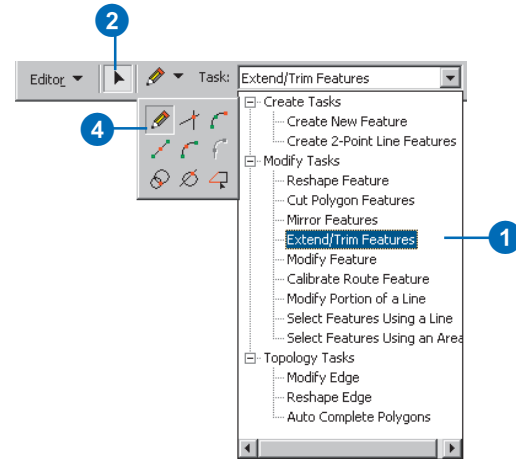 2
Editor Task: Extend/Trim Features
4
Create Tasks
Create New Feature
Create 2-Point Line Features
Modify Tasks
Reshape Feature
Cut Polygon Features
Mirror Features
Extend/Trim Features
1
Modify Feature
Calibrate Route Feature
Modify Portion of a Line
Select Features Using a Line
Select Features Using an Area
Topology Tasks
Modify Edge
Reshape Edge
Auto Complete Polygons